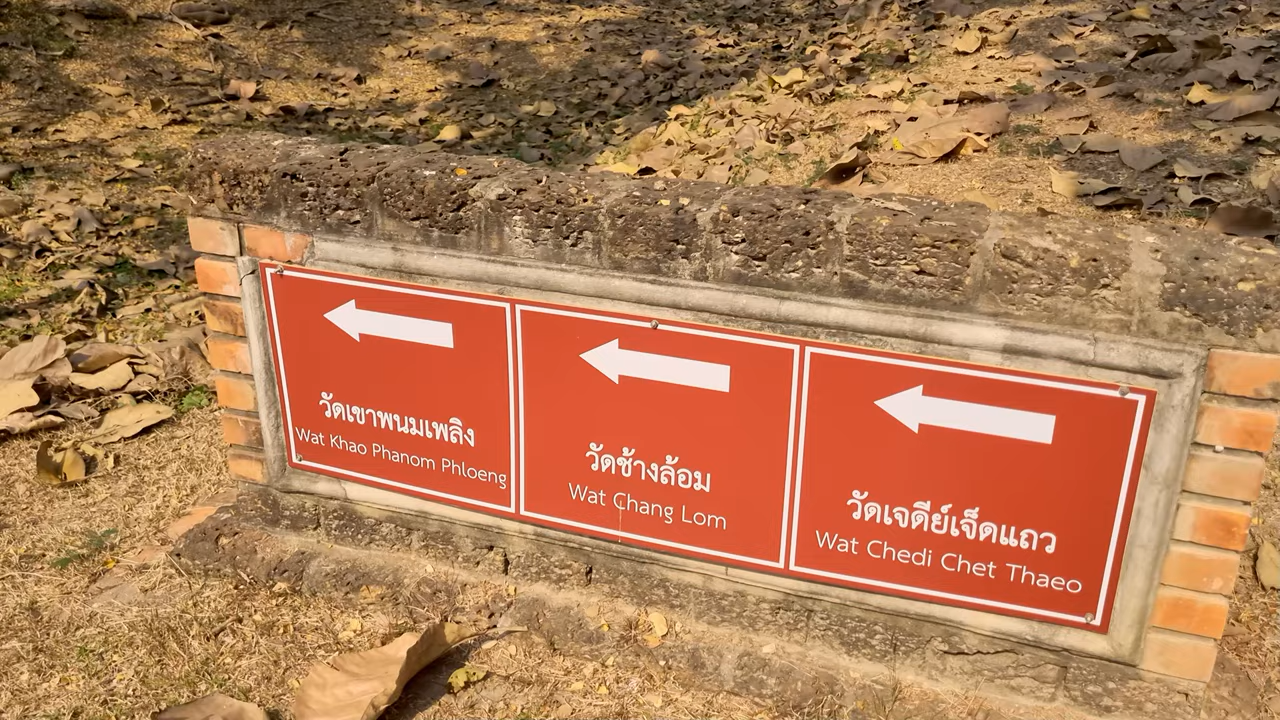 วัดเขาพนมเพลิง
Wat Khao Phanom Phloeng
วัดช้างล้อม
Wat Chang Lom
วัดเจดีย์เจ็ดแถว
Wat Chedi Chet Thaeo